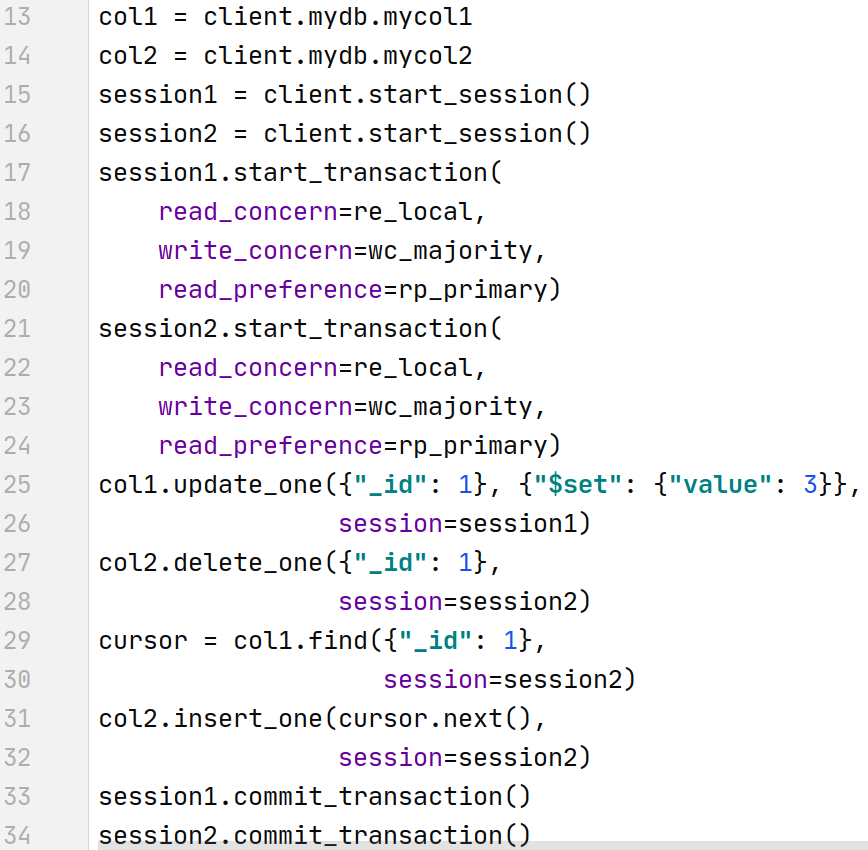 13 col1 = client.mydb.mycol1
14 col2 = client.mydb.mycol2
15 session1 = client.start_session()
16 session2 = client.start_session()
17 session1.start_transaction(
18     read_concern=re_local,
19     write_concern=wc_majority,
20     read_preference=rp_primary)
21 session2.start_transaction(
22     read_concern=re_local,
23     write_concern=wc_majority,
24     read_preference=rp_primary)
25 col1.update_one({"_id": 1}, {"$set": {"value": 3}},
26                 session=session1)
27 col2.delete_one({"_id": 1},
28                 session=session2)
29 cursor = col1.find({"_id": 1},
30                    session=session2)
31 col2.insert_one(cursor.next(),
32                 session=session2)
33 session1.commit_transaction()
34 session2.commit_transaction()